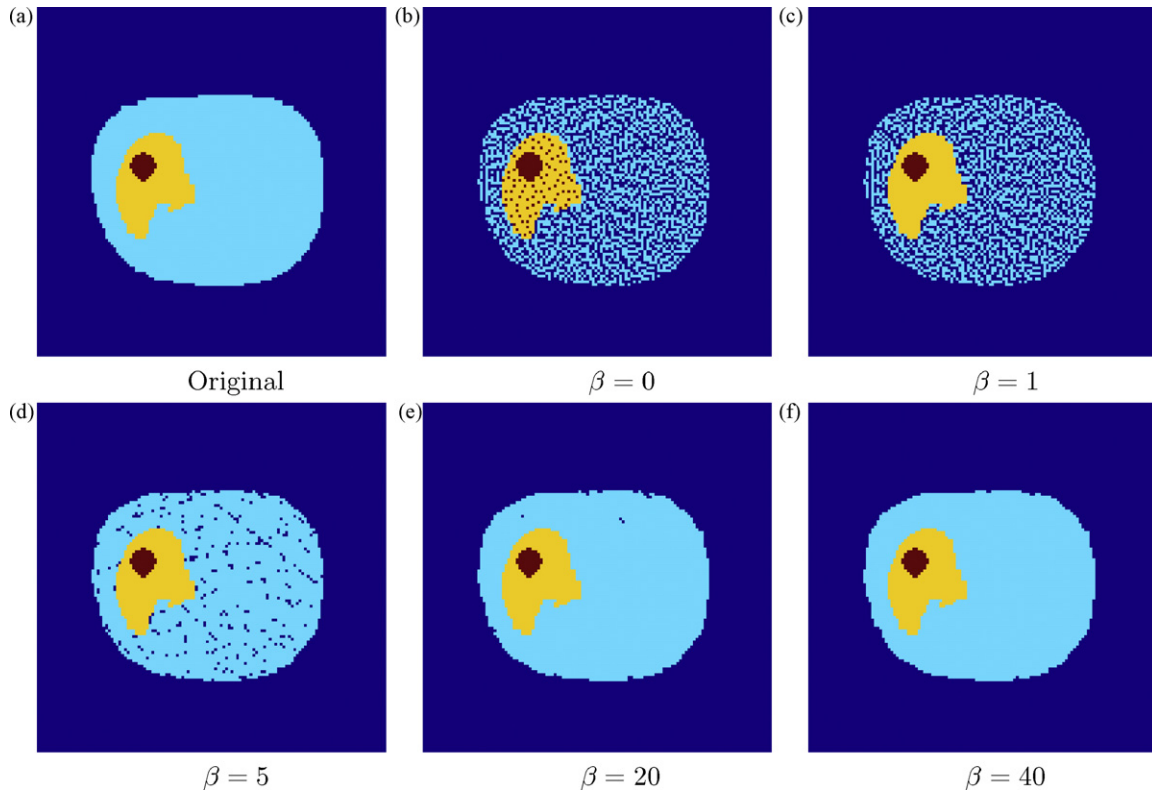 (a) (b) (c)
Original β = 0 β = 1
(d) (e) (f)
β = 5 β = 20 β = 40